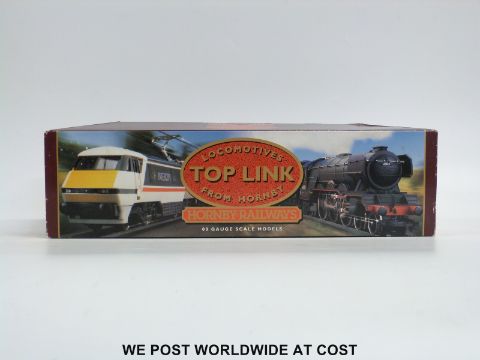 LOCOMOTIVES
TOP LINK
FROM HORNBY
HORNBY RAILWAYS
00 GAUGE SCALE MODELS
WE POST WORLDWIDE AT COST